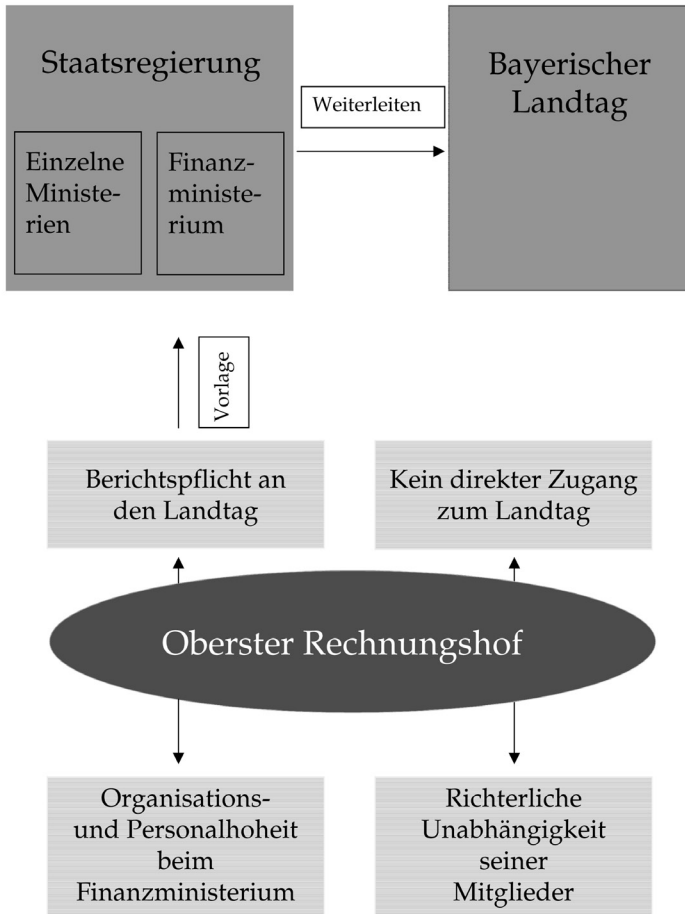 Staatsregierung
Einzelne
Ministe-
rien
Finanz-
ministe-
rium
Weiterleiten
Bayerischer
Landtag
Vorlage
Berichtspflicht an
den Landtag
Kein direkter Zugang
zum Landtag
Oberster Rechnungshof
Organisations-
und Personalhoheit
beim
Finanzministerium
Richterliche
Unabhängigkeit
seiner
Mitglieder